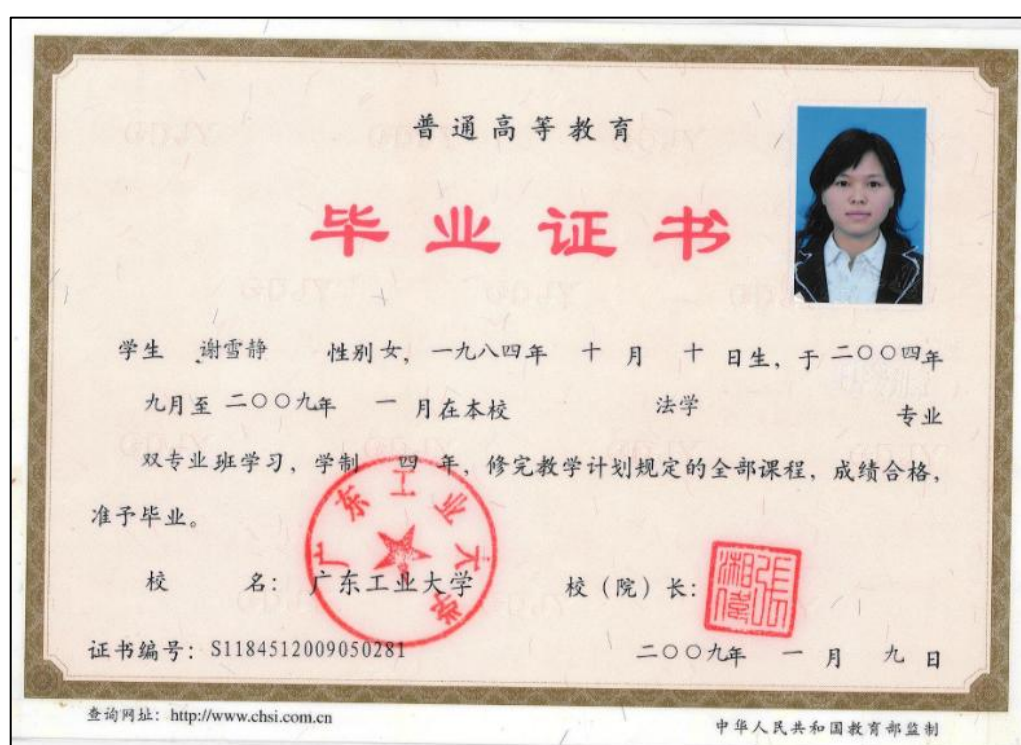 普通高等教育
毕业证书
学生 谢雪静 性别 女, 一九八四年 十 月 十 日生, 于 二〇〇四年
九月至 二〇〇九年 一 月在本校 法学 专业
双专业班学习, 学制 四 年, 修完教学计划规定的全部课程, 成绩合格,
准予毕业。
校 名: 广东工业大学 校 (院) 长:
广东工业大学
证书编号: S1184512009050281 二〇〇九年 一 月 九 日
查询网址: http://www.chsi.com.cn 中华人民共和国教育部监制